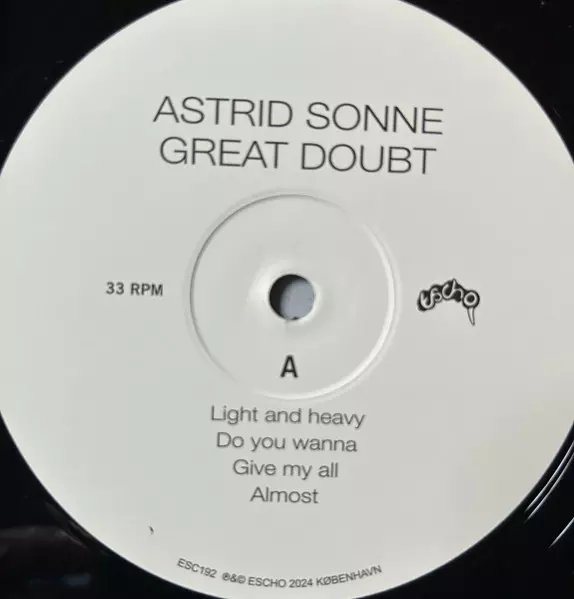 ASTRID SONNE
GREAT DOUBT
33 RPM
escho
A
Light and heavy
Do you wanna
Give my all
Almost
ESC192 ℗&© ESCHO 2024 KØBENHAVN